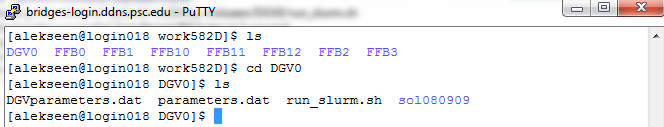 bridges-login.ddns.psc.edu - PuTTY
[alekseen@login018 work582D]$ ls
DGV0  FFB0  FFB1  FFB10  FFB11  FFB12  FFB2  FFB3
[alekseen@login018 work582D]$ cd DGV0
[alekseen@login018 DGV0]$ ls
DGVparameters.dat  parameters.dat  run_slurm.sh  sol080909
[alekseen@login018 DGV0]$